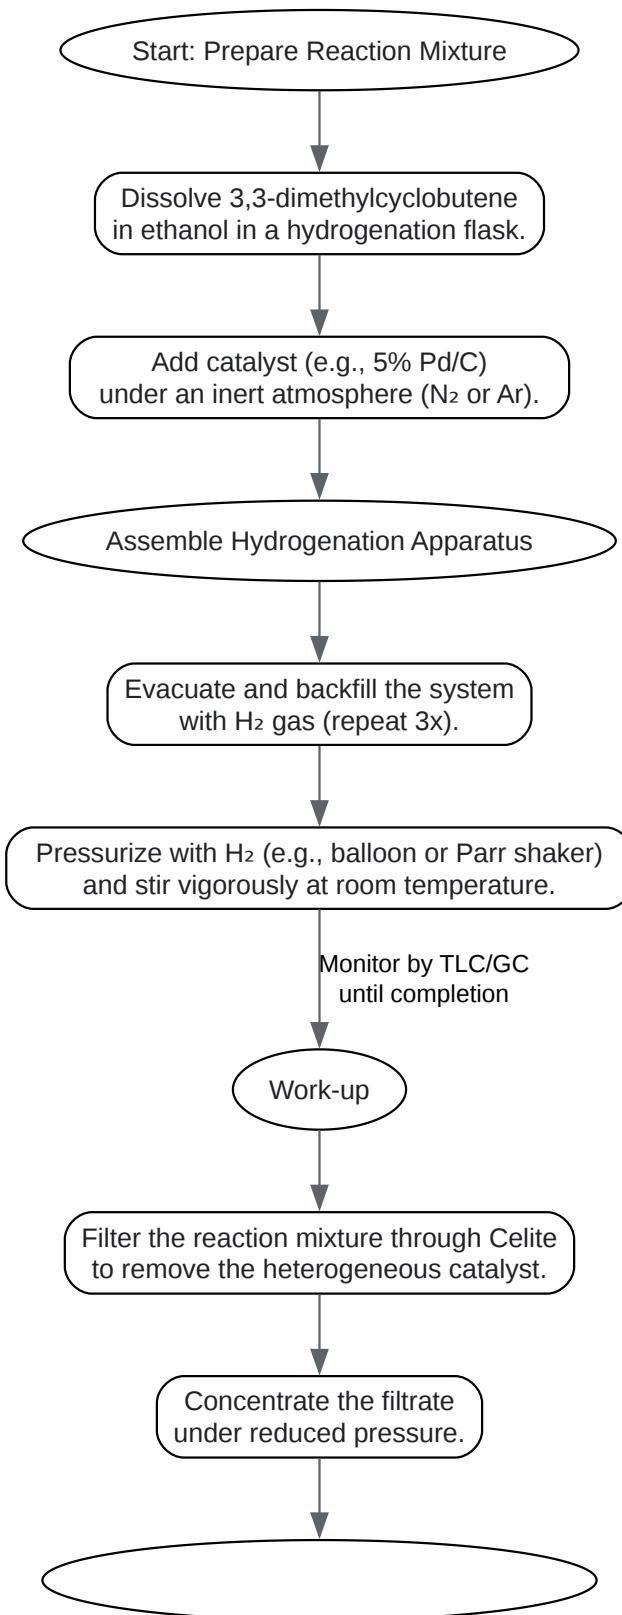 Start: Prepare Reaction Mixture
Dissolve 3,3-dimethylcyclobutene
in ethanol in a hydrogenation flask.
Add catalyst (e.g., 5% Pd/C)
under an inert atmosphere (N₂ or Ar).
Assemble Hydrogenation Apparatus
Evacuate and backfill the system
with H₂ gas (repeat 3x).
Pressurize with H₂ (e.g., balloon or Parr shaker)
and stir vigorously at room temperature.
Monitor by TLC/GC
until completion
Work-up
Filter the reaction mixture through Celite
to remove the heterogeneous catalyst.
Concentrate the filtrate
under reduced pressure.